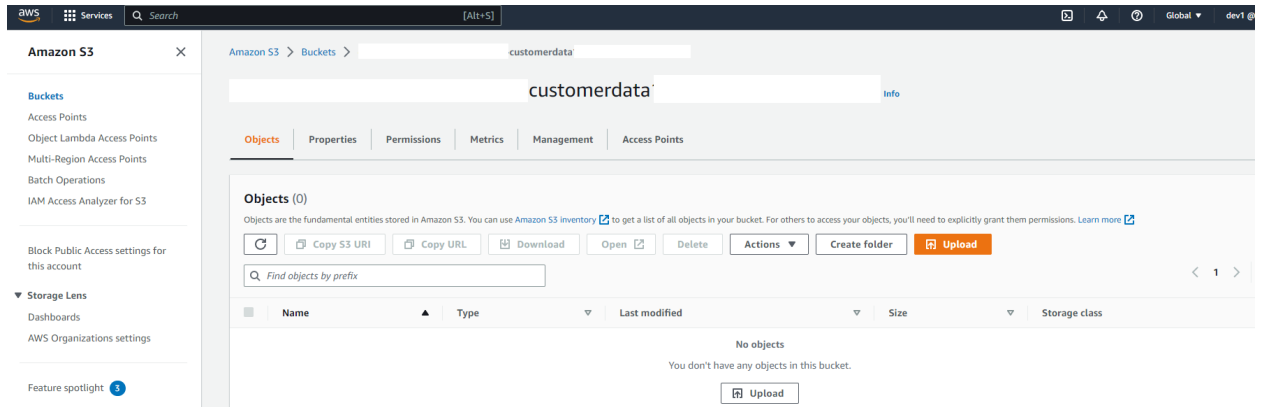 aws Services Search [Alt+S] Global ▼ dev1 @
Amazon S3
Buckets
Access Points
Object Lambda Access Points
Multi-Region Access Points
Batch Operations
IAM Access Analyzer for S3
Block Public Access settings for
this account
▼ Storage Lens
Dashboards
AWS Organizations settings
Feature spotlight 3
Amazon S3 > Buckets > customerdata
customerdata Info
Objects Properties Permissions Metrics Management Access Points
Objects (0)
Objects are the fundamental entities stored in Amazon S3. You can use Amazon S3 inventory to get a list of all objects in your bucket. For others to access your objects, you'll need to explicitly grant them permissions. Learn more
Copy S3 URI Copy URL Download Open Delete Actions ▼ Create folder Upload
Find objects by prefix
< 1 >
Name Type Last modified Size Storage class
No objects
You don't have any objects in this bucket.
Upload